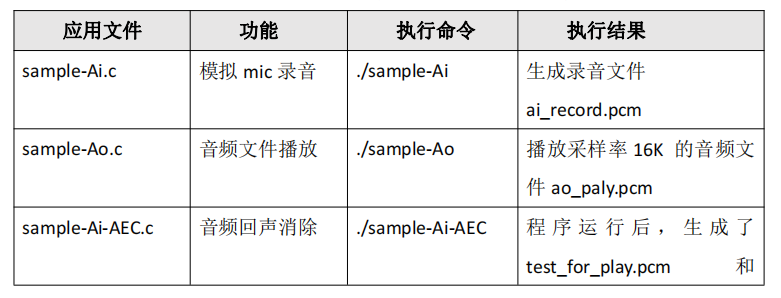 应用文件 功能 执行命令 执行结果
sample-Ai.c 模拟 mic 录音 ./sample-Ai 生成录音文件
ai_record.pcm
sample-Ao.c 音频文件播放 ./sample-Ao 播放采样率 16K 的音频文
件 ao_paly.pcm
sample-Ai-AEC.c 音频回声消除 ./sample-Ai-AEC 程序运行后，生成了
test_for_play.pcm 和